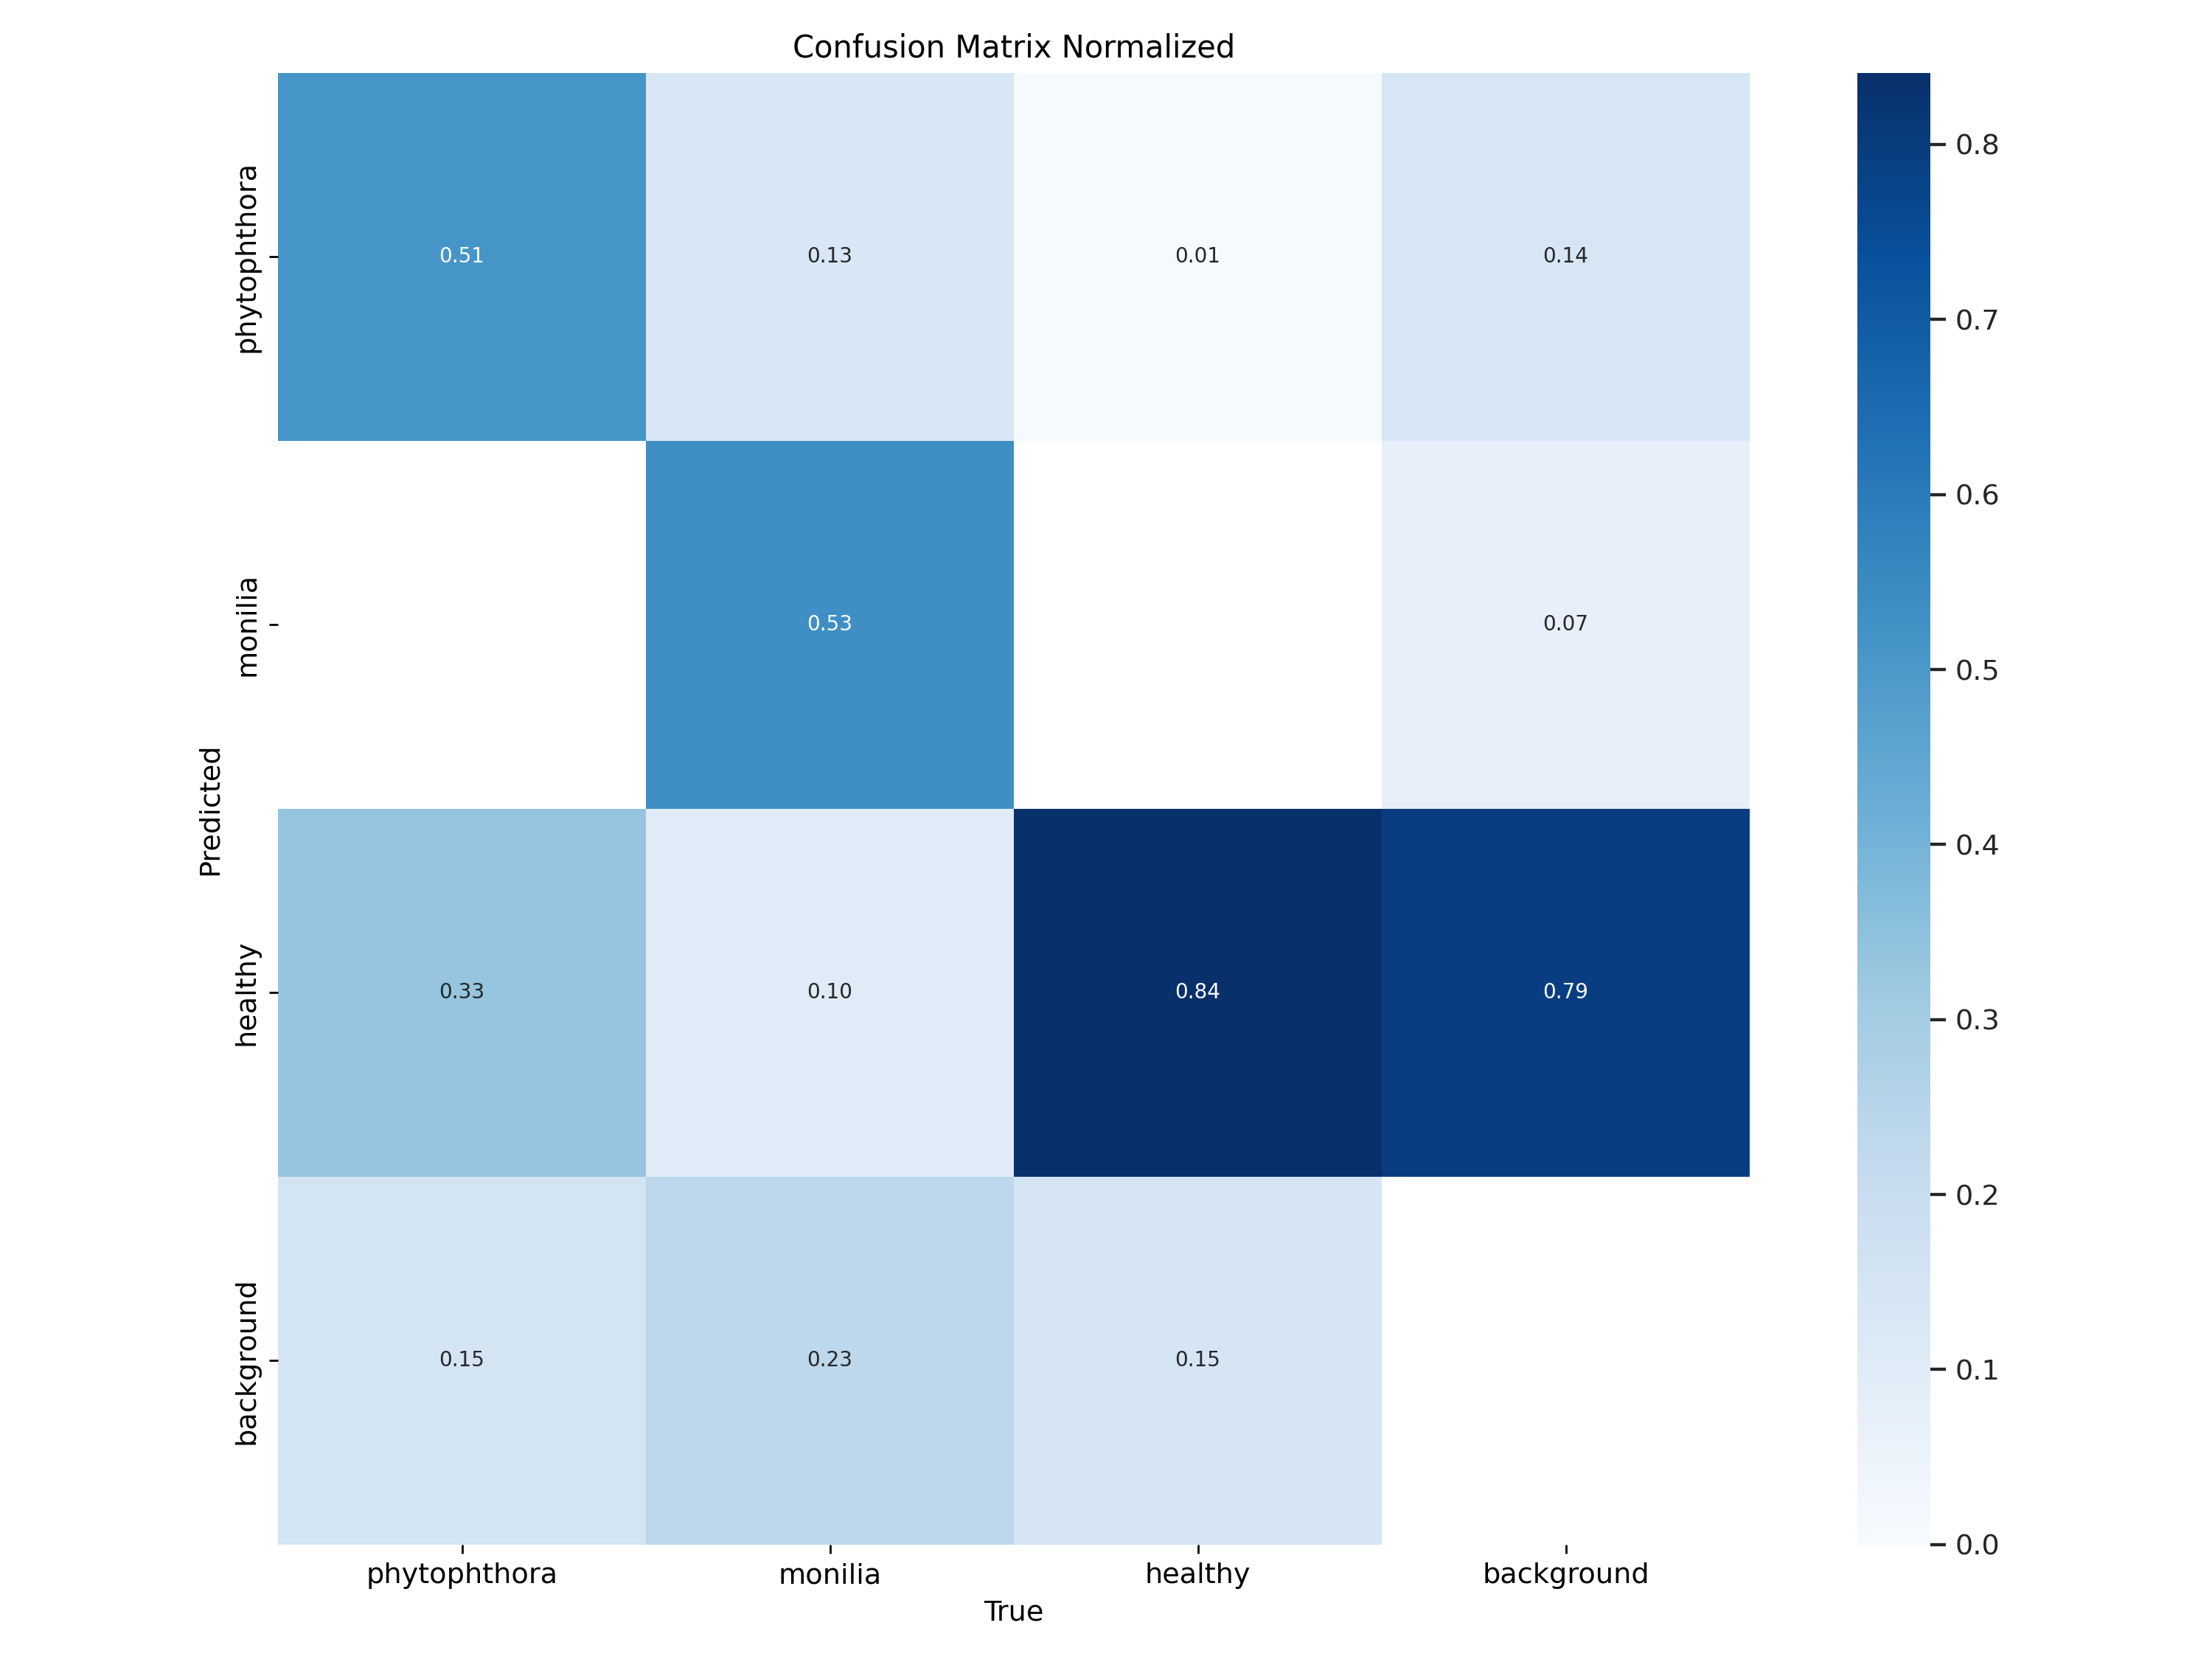 Confusion Matrix Normalized
phytophthora
0.51
0.13
0.01
0.14
monilia
0.53
0.07
healthy
0.33
0.10
0.84
0.79
background
0.15
0.23
0.15
phytophthora
monilia
healthy
background
True
Predicted
0.8
0.7
0.6
0.5
0.4
0.3
0.2
0.1
0.0